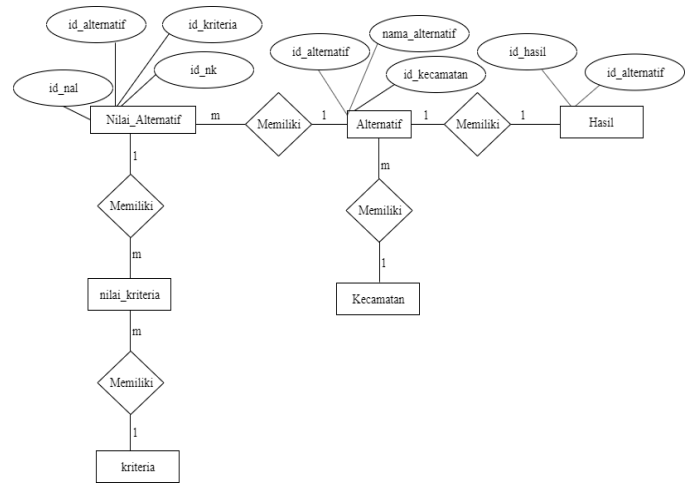 id_alternatif
id_kriteria
nama_alternatif
id_alternatif
id_hasil
id_nk
id_kecamatan
id_alternatif
id_nal
Nilai_Alternatif
m
Memiliki
1
Alternatif
1
Memiliki
1
Hasil
1
m
Memiliki
Memiliki
m
1
nilai_kriteria
Kecamatan
m
Memiliki
1
kriteria